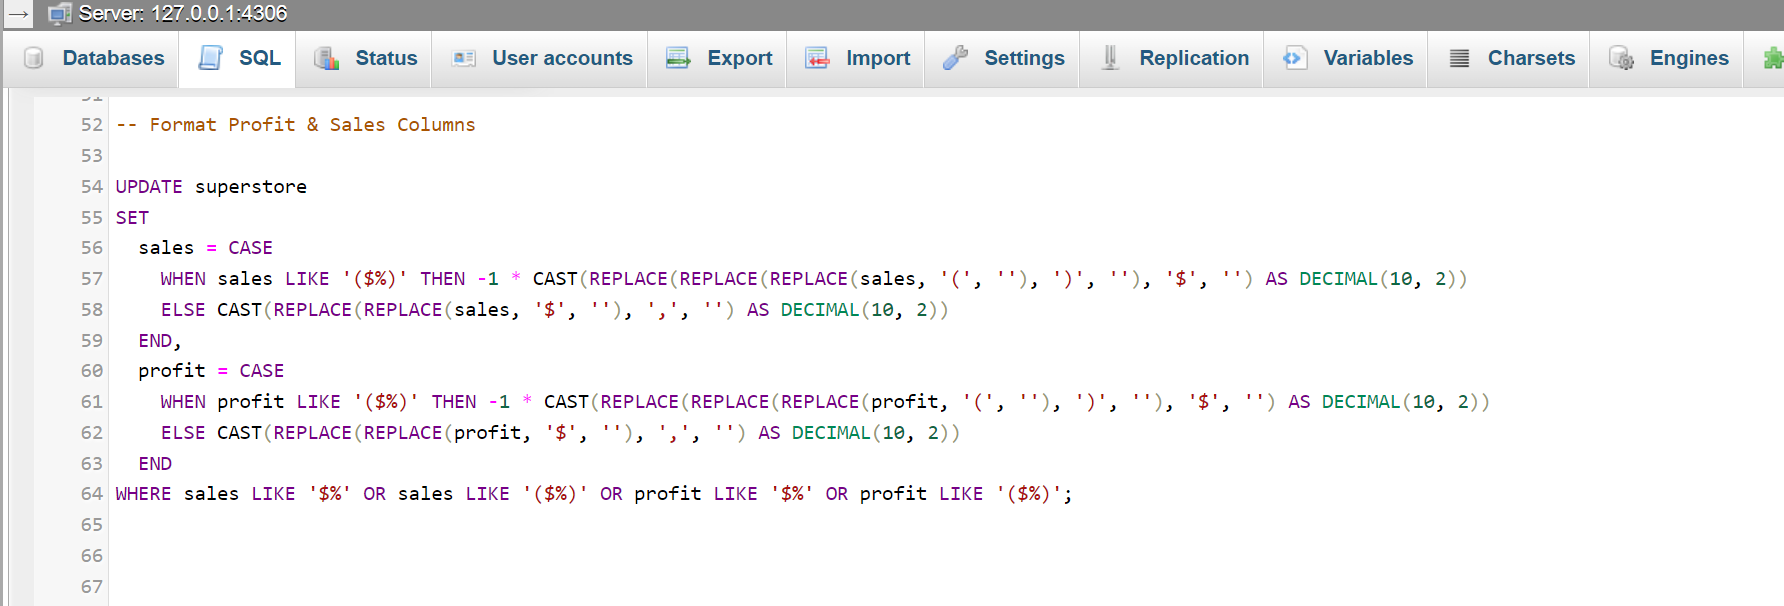 → Server: 127.0.0.1:4306
Databases SQL Status User accounts Export Import Settings Replication Variables Charsets Engines
51
52 -- Format Profit & Sales Columns
53
54 UPDATE superstore
55 SET
56 sales = CASE
57 WHEN sales LIKE '($%)' THEN -1 * CAST(REPLACE(REPLACE(REPLACE(sales, '(', ''), ')', ''), '$', '') AS DECIMAL(10, 2))
58 ELSE CAST(REPLACE(REPLACE(sales, '$', ''), ',', '') AS DECIMAL(10, 2))
59 END,
60 profit = CASE
61 WHEN profit LIKE '($%)' THEN -1 * CAST(REPLACE(REPLACE(REPLACE(profit, '(', ''), ')', ''), '$', '') AS DECIMAL(10, 2))
62 ELSE CAST(REPLACE(REPLACE(profit, '$', ''), ',', '') AS DECIMAL(10, 2))
63 END
64 WHERE sales LIKE '$%' OR sales LIKE '($%)' OR profit LIKE '$%' OR profit LIKE '($%)';
65
66
67